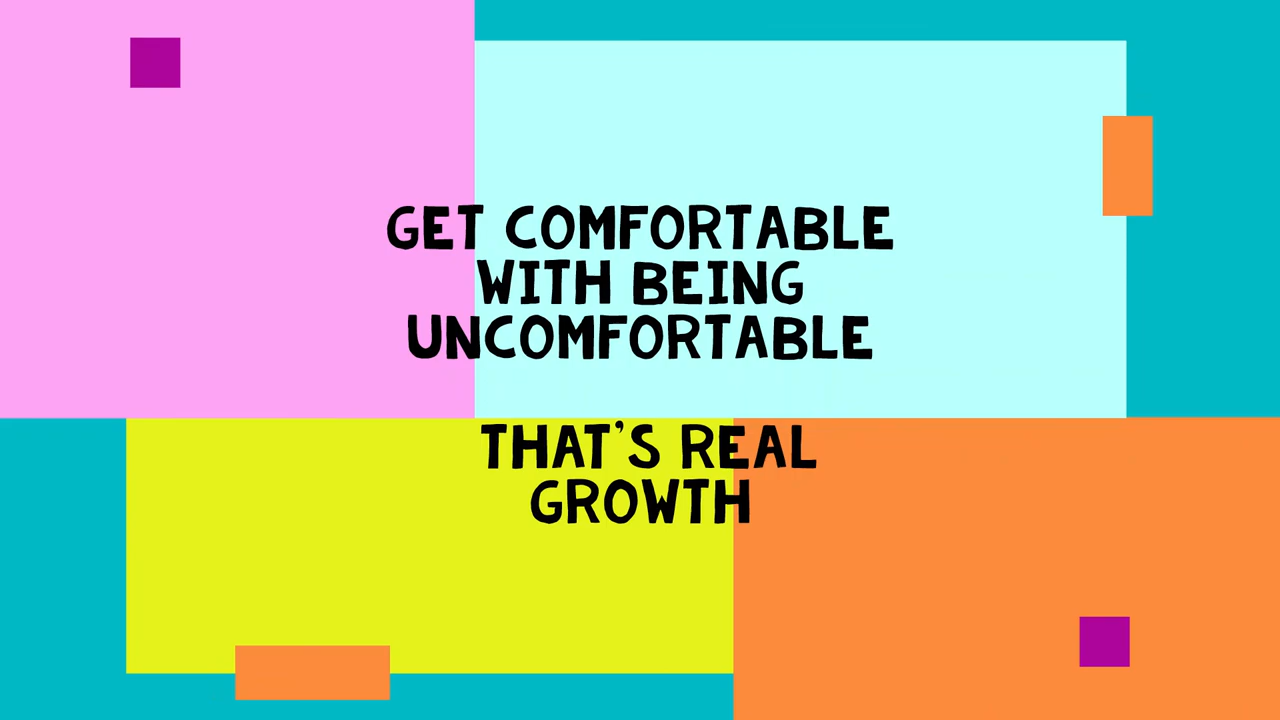 GET COMFORTABLE
WITH BEING
UNCOMFORTABLE
THAT'S REAL
GROWTH